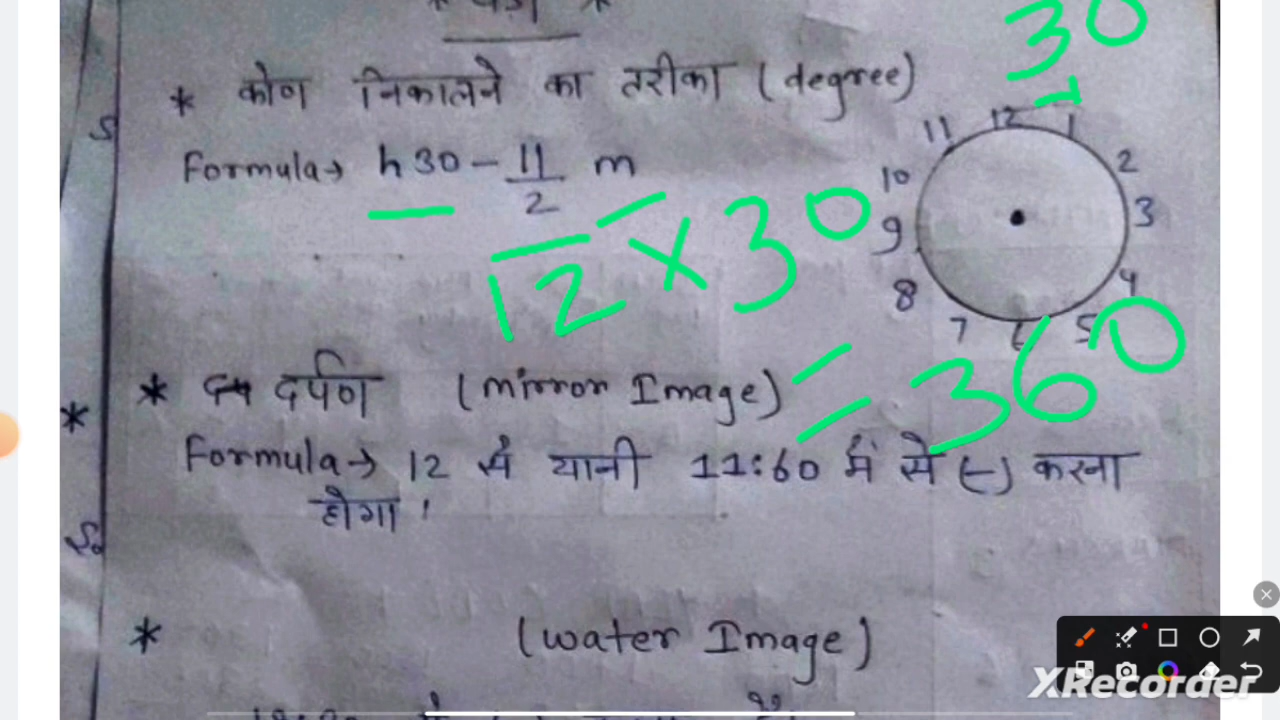 30
* कोण निकालने का तरीका (degree)
Formula→ h30 - 11/2 m
12 × 30
= 360
11 12 1
10 2
9 3
8 4
7 6 5
* दर्पण (mirror Image)
Formula→ 12 से यानी 11:60 में से (-) करना
होगा ।
* (water Image)
XRecorder